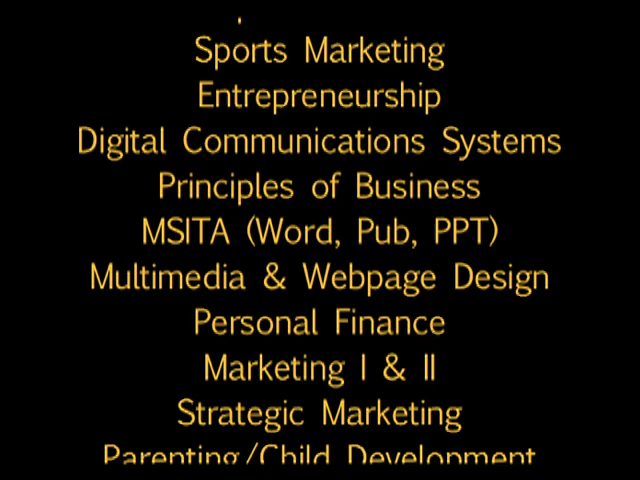 Sports Marketing
Entrepreneurship
Digital Communications Systems
Principles of Business
MSITA (Word, Pub, PPT)
Multimedia & Webpage Design
Personal Finance
Marketing I & II
Strategic Marketing
Parenting/Child Development